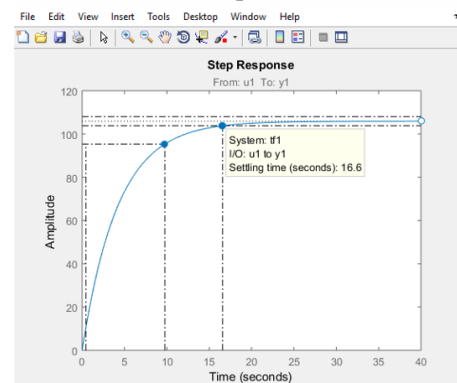 File Edit View Insert Tools Desktop Window Help
Step Response
From: u1 To: y1
120
100
80
60
40
20
0
Amplitude
System: tf1
I/O: u1 to y1
Settling time (seconds): 16.6
0 5 10 15 20 25 30 35 40
Time (seconds)